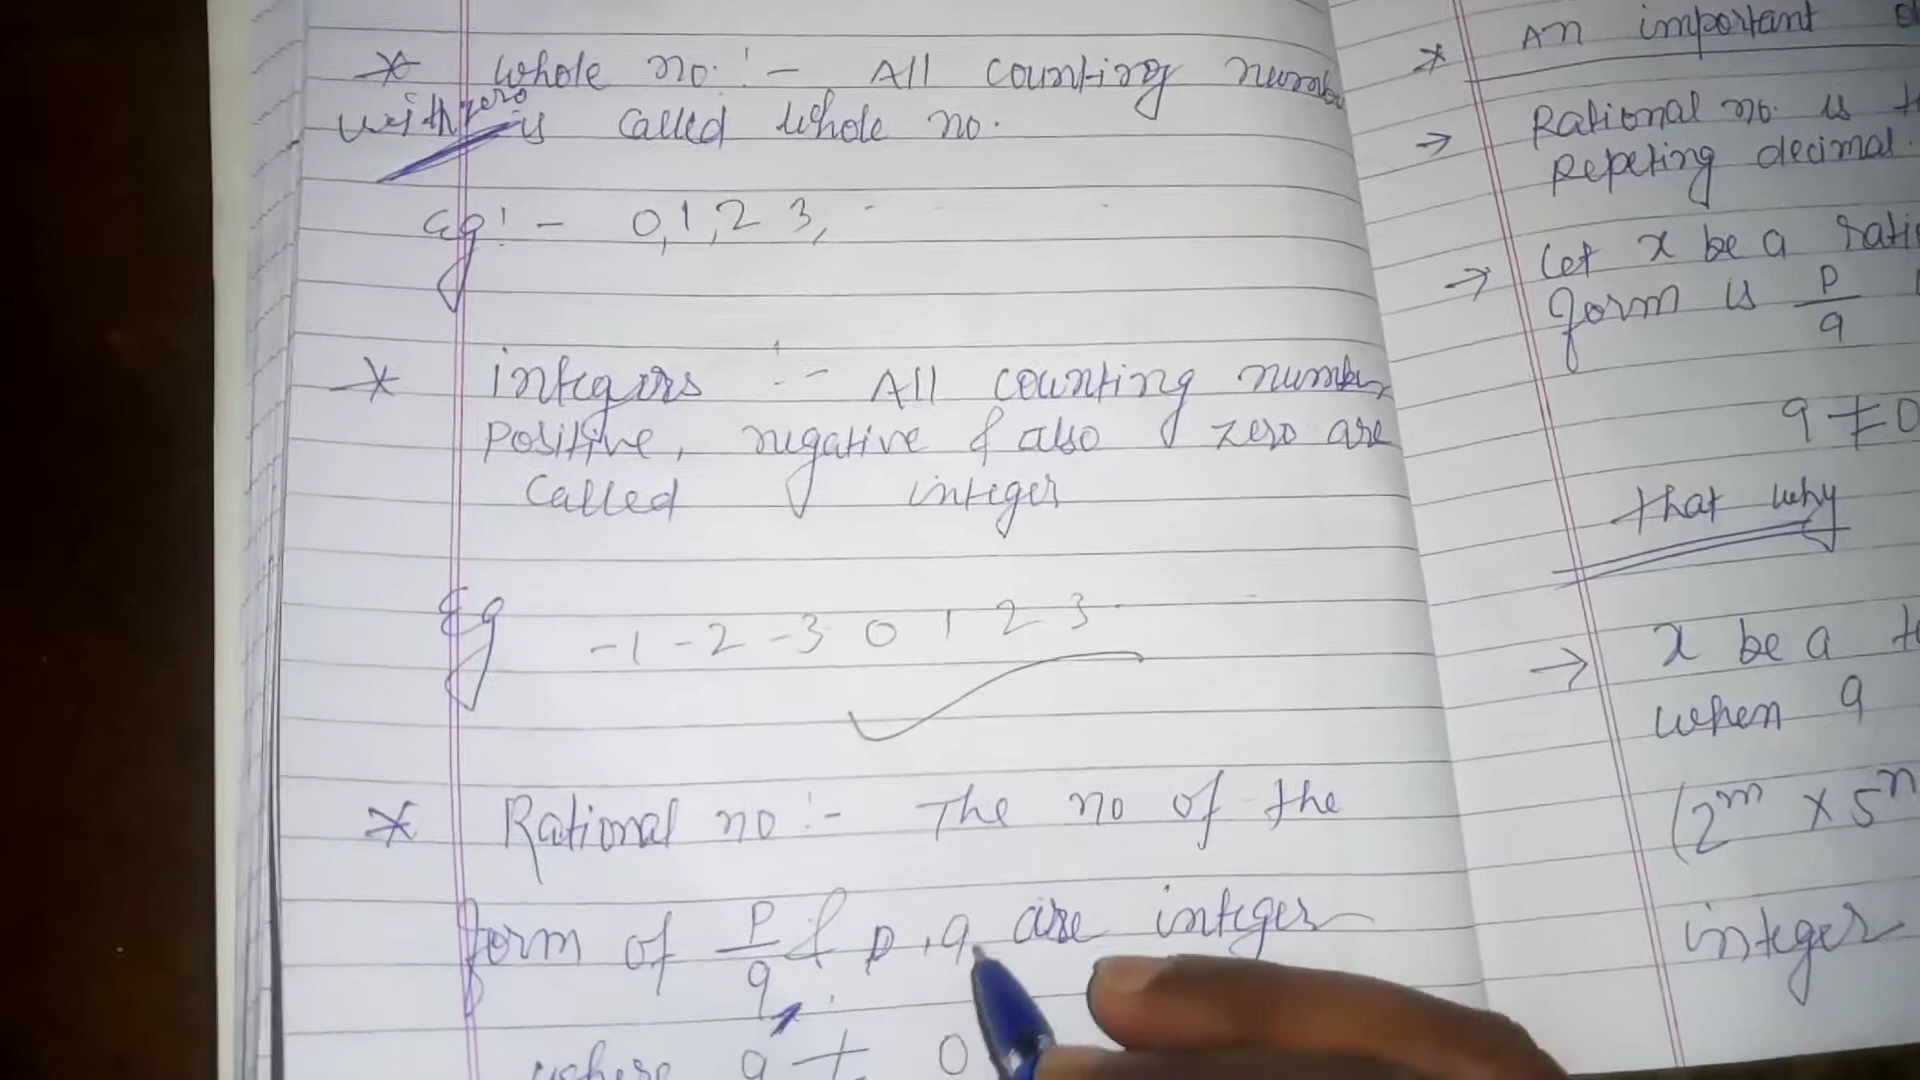 * Whole no. :- All counting numbe
with zero is called whole no.
Eg :- 0, 1, 2 3,
* integers :- All counting number
positive, negative & also zero are
called integer
Eg -1 -2 -3 0 1 2 3
* Rational no :- The no of the
form of p/q & p, q are integer
where q ≠ 0
* An important
→ Rational no. is
Repeting decimal.
→ Let x be a rati
form is p/q
q ≠ 0
that why
→ x be a
when q
(2^m × 5^n
integer